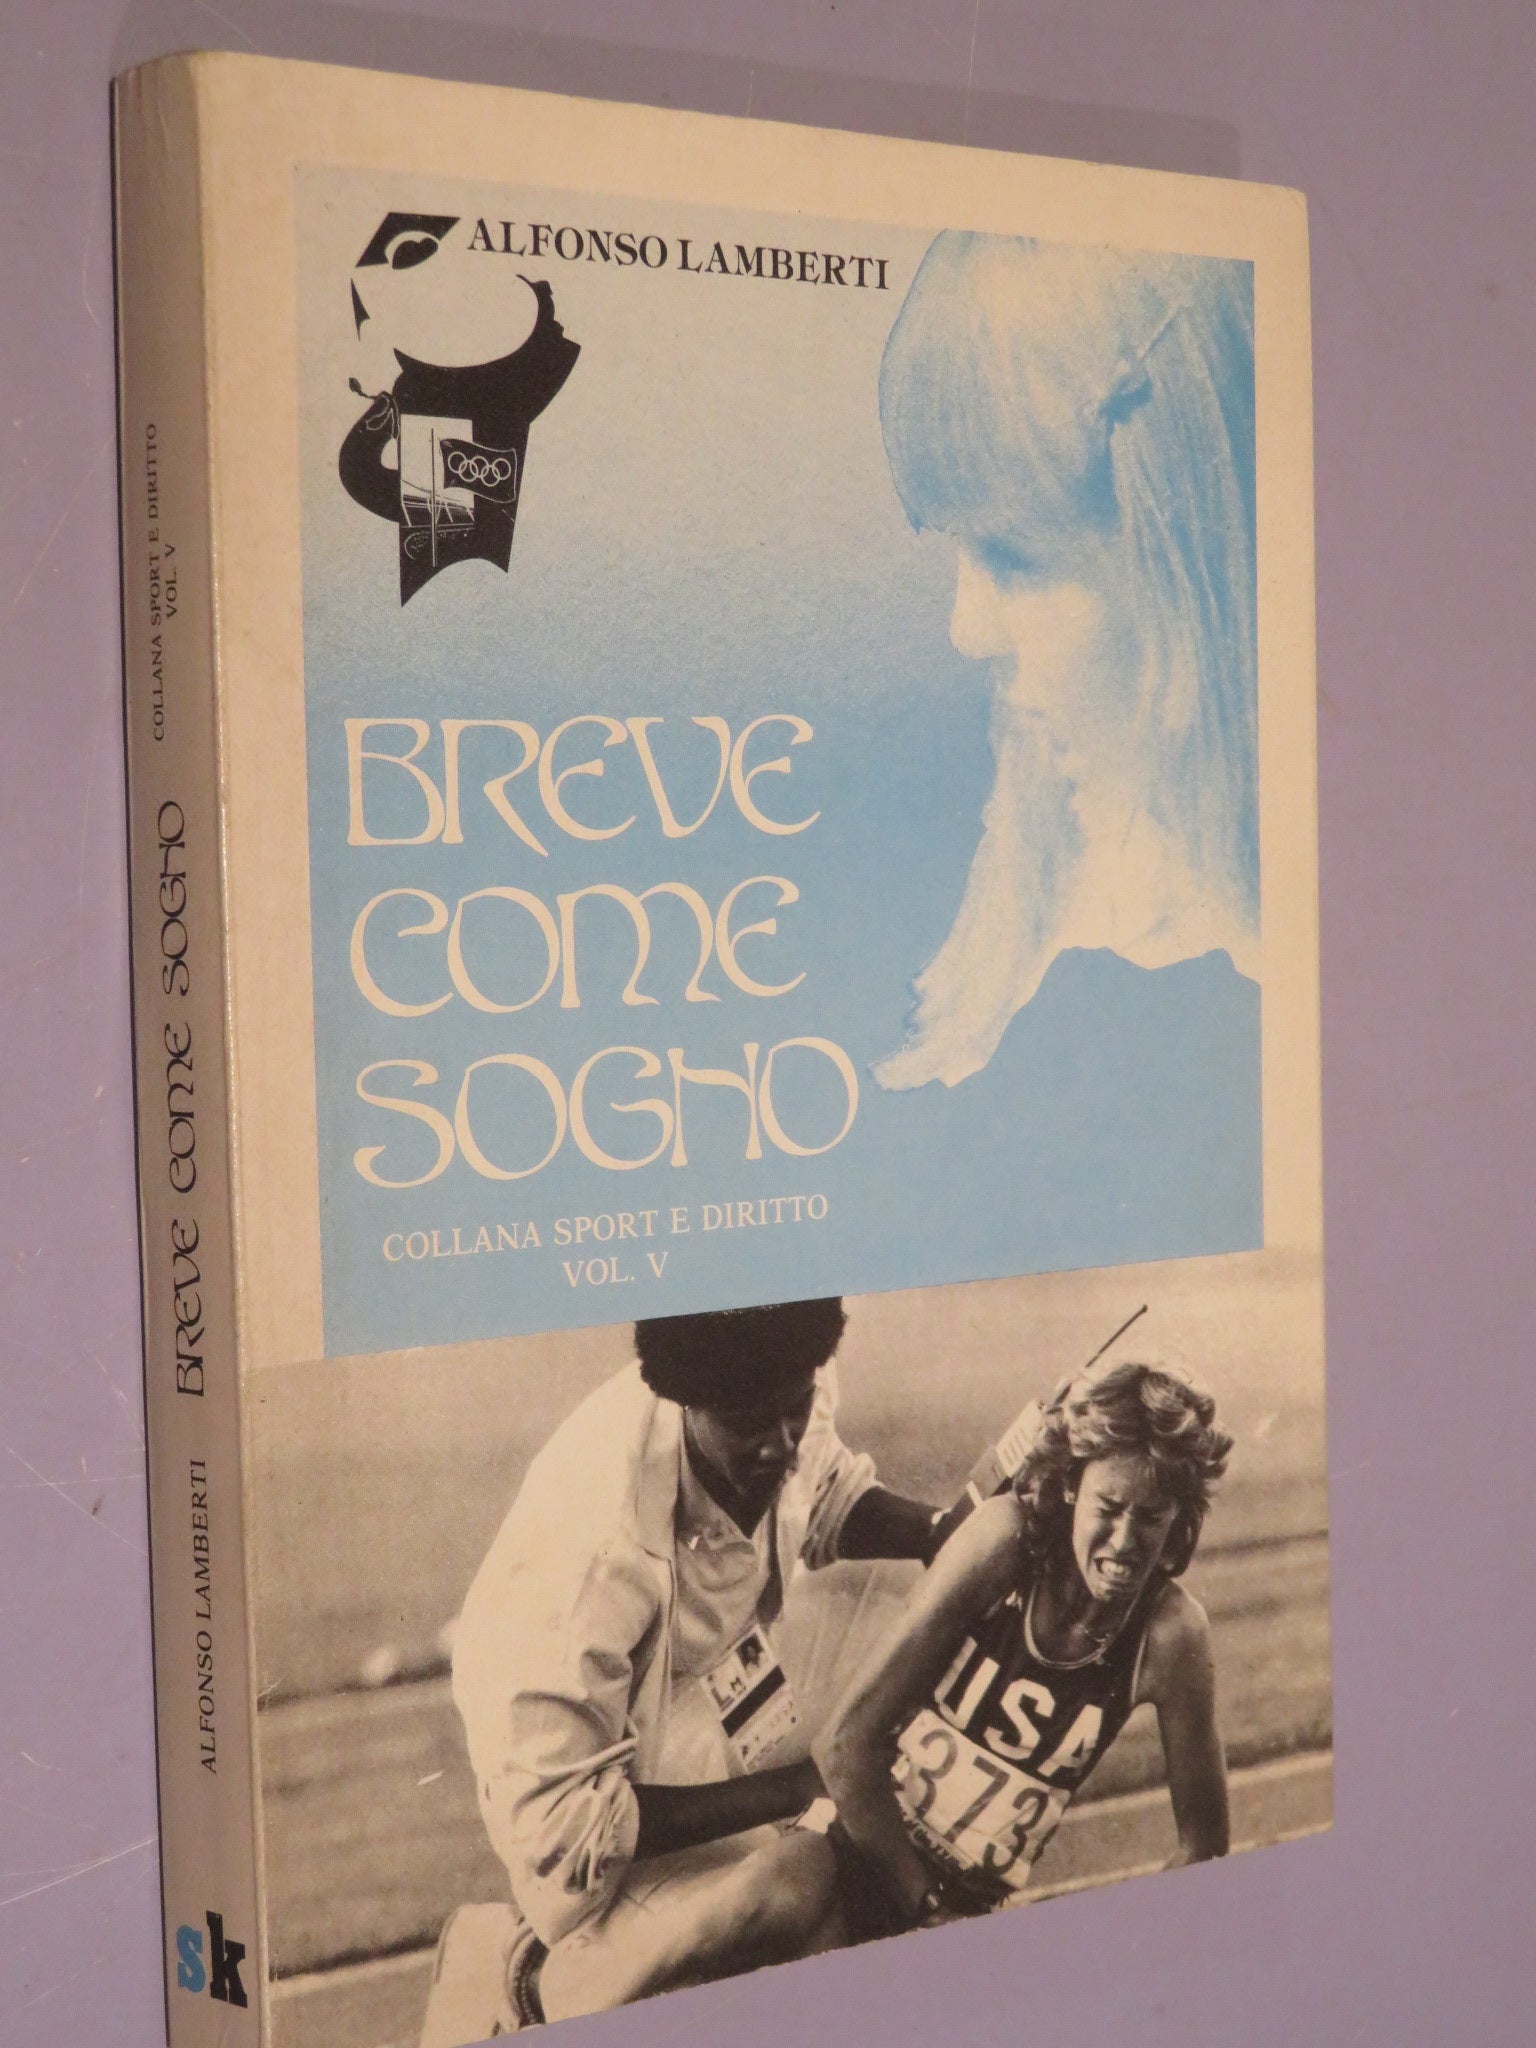 ALFONSO LAMBERTI
BREVE
COME
SOGNO
COLLANA SPORT E DIRITTO
VOL. V
USA
373
ALFONSO LAMBERTI BREVE COME SOGNO COLLANA SPORT E DIRITTO
VOL. V
sk